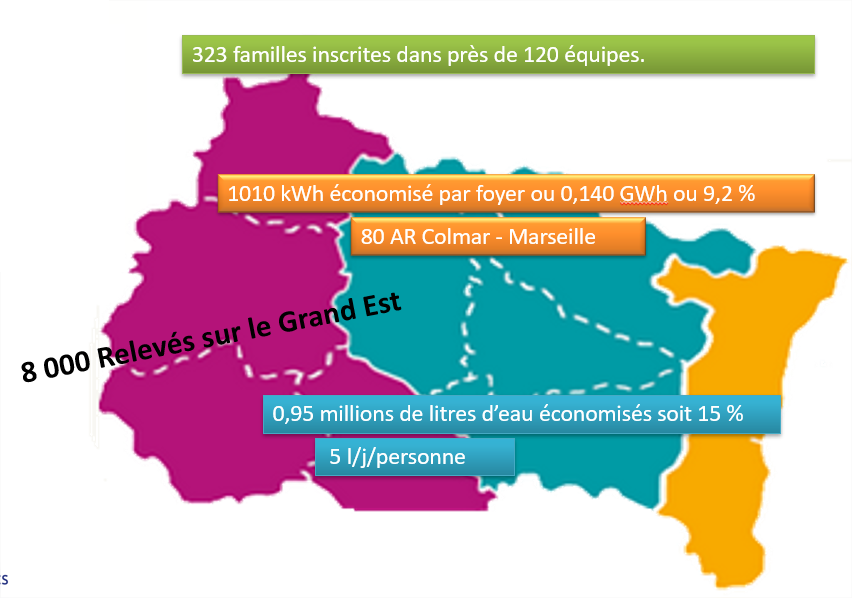 323 familles inscrites dans près de 120 équipes.
1010 kWh économisé par foyer ou 0,140 GWh ou 9,2 %
80 AR Colmar - Marseille
8 000 Relevés sur le Grand Est
0,95 millions de litres d’eau économisés soit 15 %
5 l/j/personne